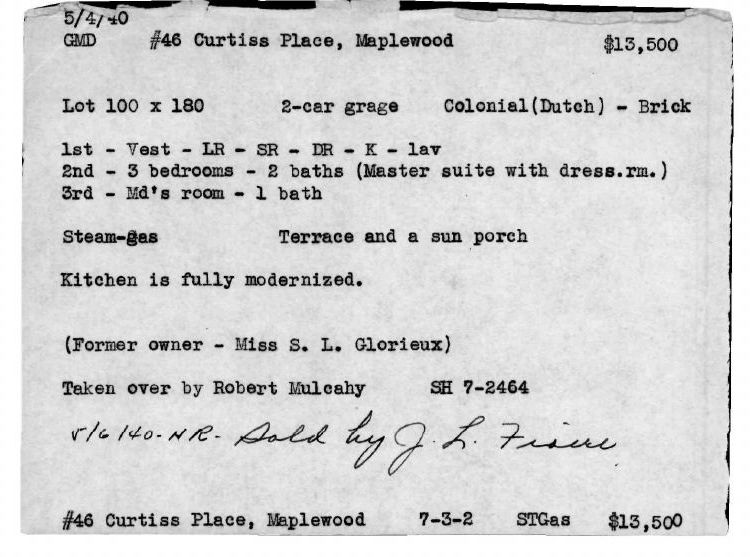 5/4/40
GMD #46 Curtiss Place, Maplewood $13,500
Lot 100 x 180 2-car grage Colonial(Dutch) - Brick
1st - Vest - LR - SR - DR - K - lav
2nd - 3 bedrooms - 2 baths (Master suite with dress.rm.)
3rd - Md's room - 1 bath
Steam-gas Terrace and a sun porch
Kitchen is fully modernized.
(Former owner - Miss S. L. Glorieux)
Taken over by Robert Mulcahy SH 7-2464
5/6/40-NR- Sold by J. L.
#46 Curtiss Place, Maplewood 7-3-2 STGas $13,500